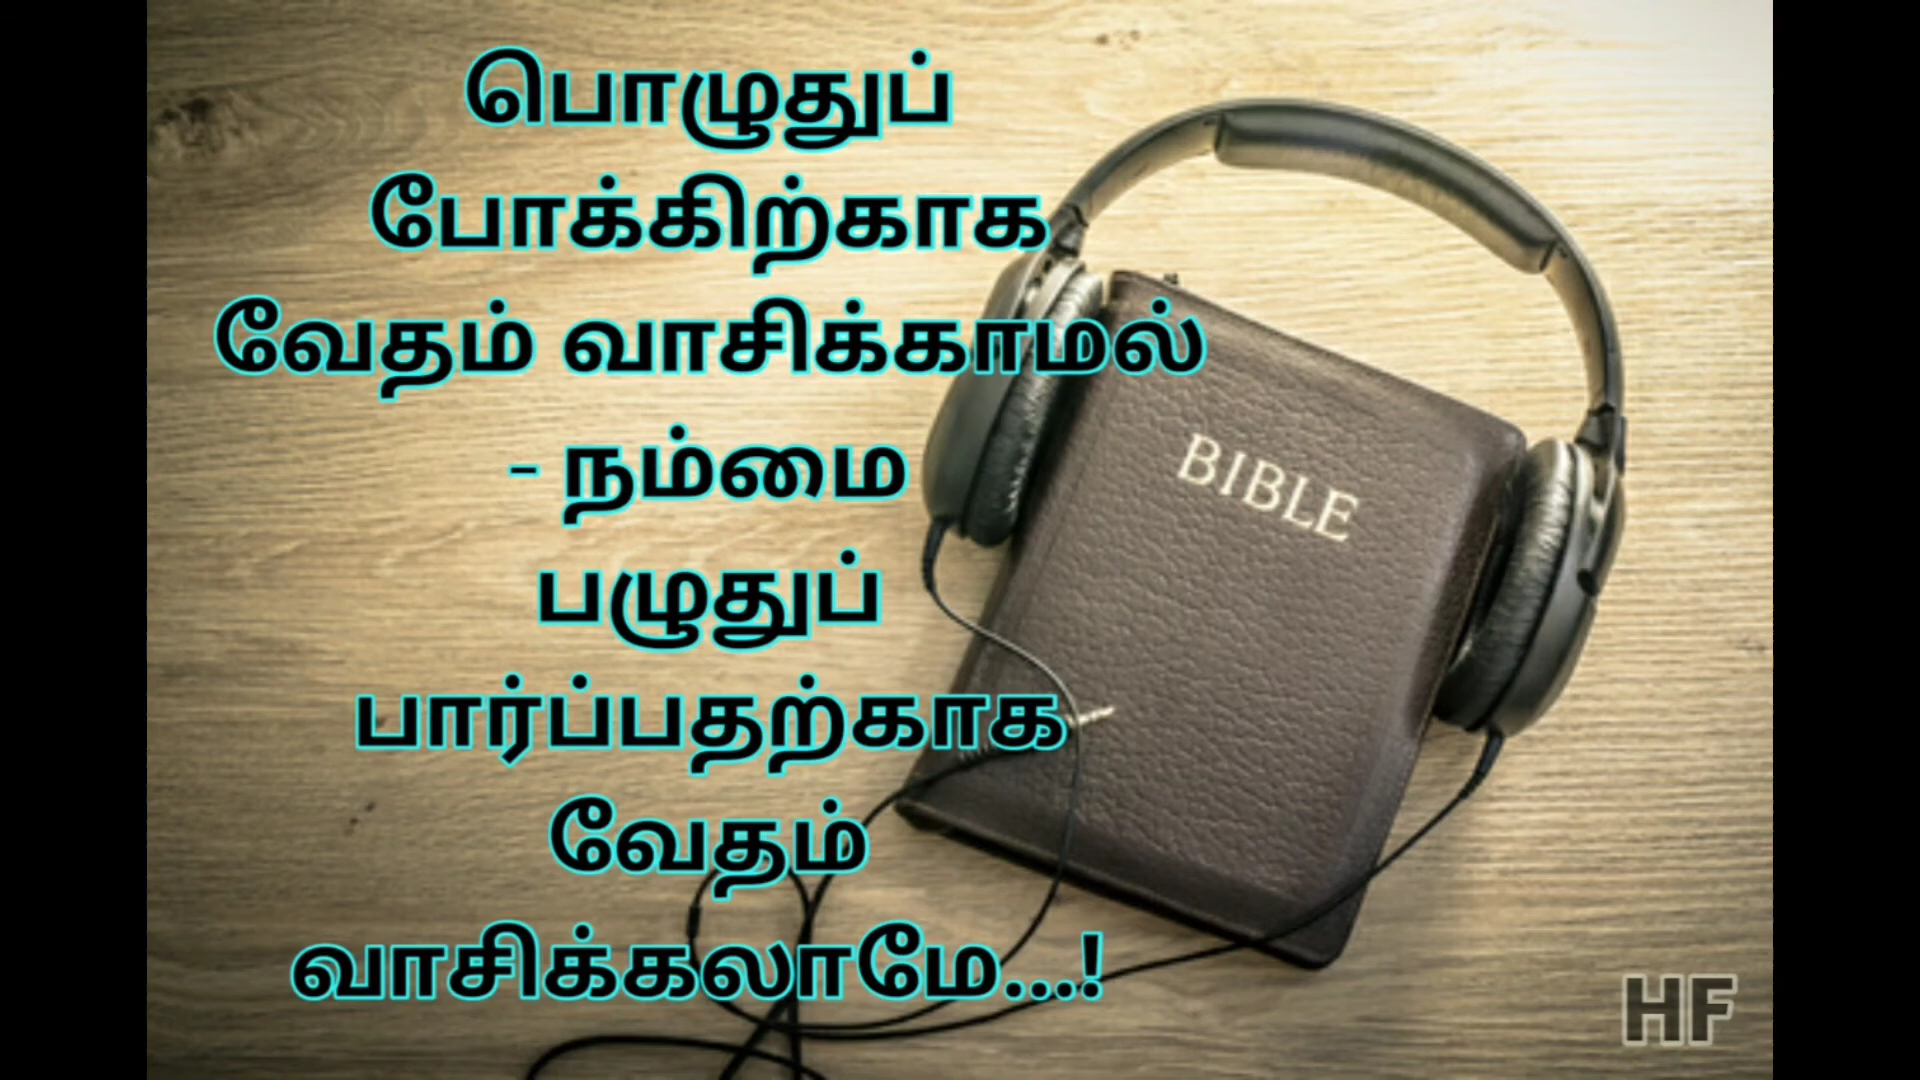 பொழுதுப்
போக்கிற்காக
வேதம் வாசிக்காமல்
- நம்மை
பழுதுப்
பார்ப்பதற்காக
வேதம்
வாசிக்கலாமே...!
BIBLE
HF